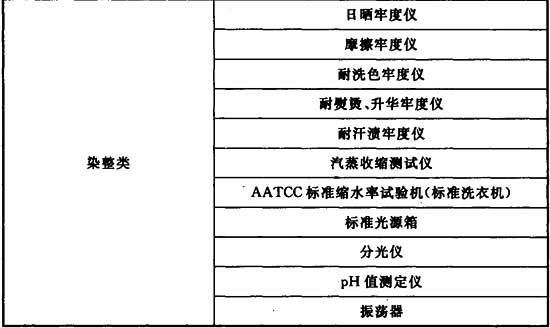 日晒牢度仪
摩擦牢度仪
耐洗色牢度仪
耐熨烫、升华牢度仪
耐汗渍牢度仪
染整类
汽蒸收缩测试仪
AATCC 标准缩水率试验机(标准洗衣机)
标准光源箱
分光仪
pH 值测定仪
振荡器